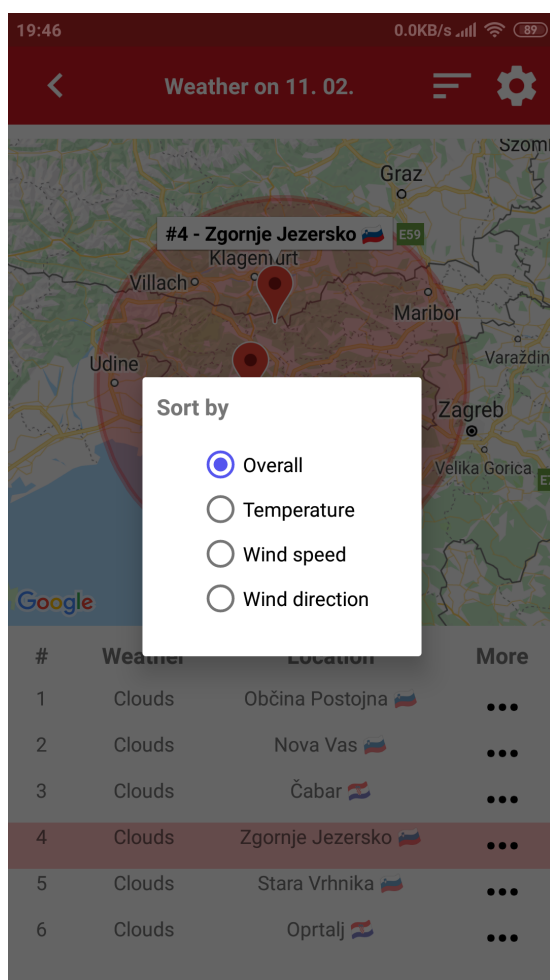 19:46 0.0KB/s 89
Weather on 11. 02.
Graz
#4 - Zgornje Jezersko
E59
Klagenfurt
Villach
Maribor
Udine
Varaždin
Sort by
Zagreb
Overall
Velika Gorica
Temperature
Wind speed
Wind direction
Google
# Weather Location More
1 Clouds Občina Postojna
2 Clouds Nova Vas
3 Clouds Čabar
4 Clouds Zgornje Jezersko
5 Clouds Stara Vrhnika
6 Clouds Oprtalj